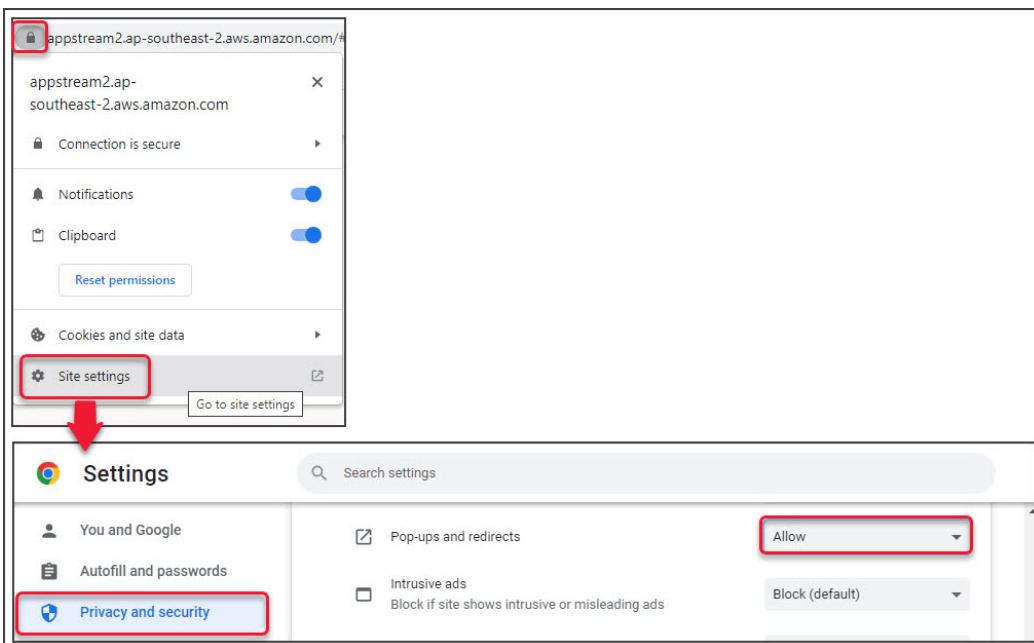 appstream2.ap-southeast-2.aws.amazon.com/#
appstream2.ap-
southeast-2.aws.amazon.com
Connection is secure
Notifications
Clipboard
Reset permissions
Cookies and site data
Site settings
Go to site settings
Settings
Search settings
You and Google
Pop-ups and redirects
Allow
Autofill and passwords
Intrusive ads
Block if site shows intrusive or misleading ads
Block (default)
Privacy and security